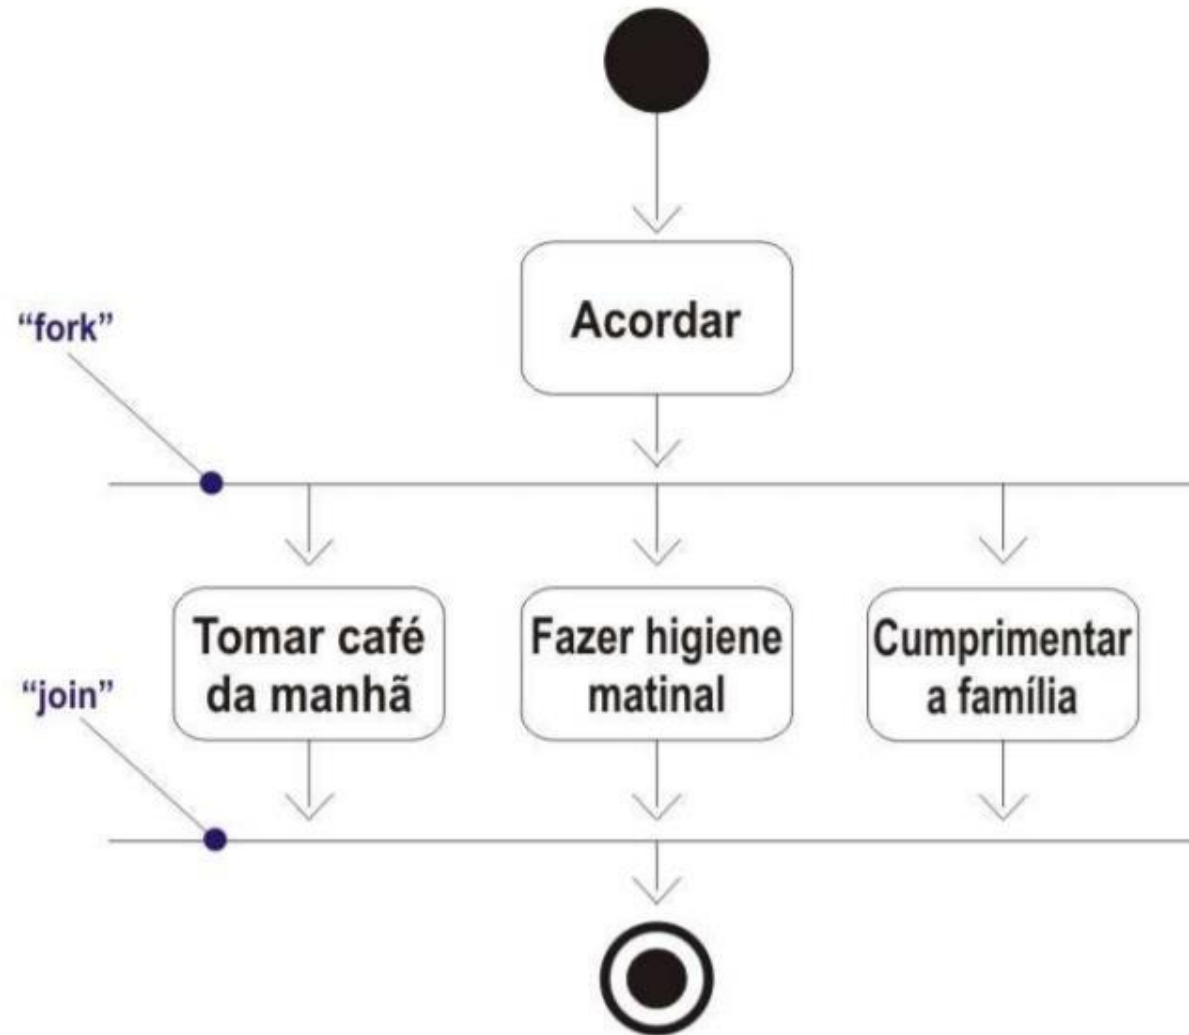 Acordar
“fork”
Tomar café
da manhã
Fazer higiene
matinal
Cumprimentar
a família
“join”